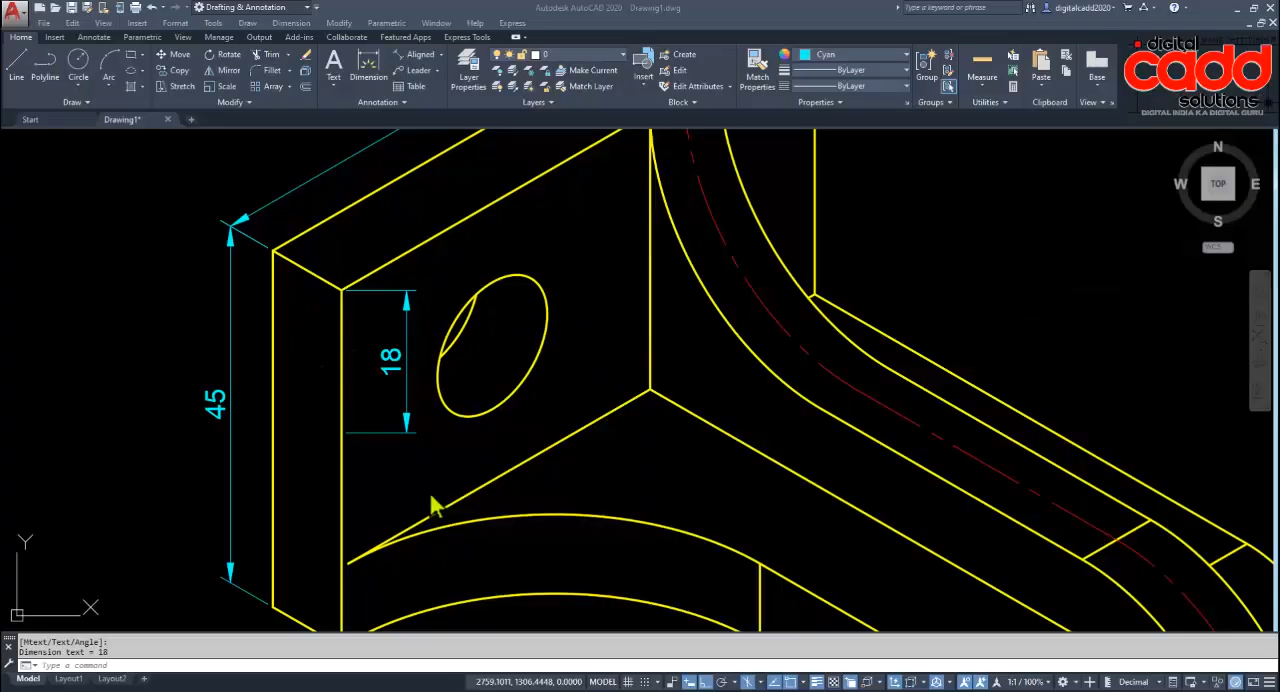 A Drafting & Annotation Autodesk AutoCAD 2020 Drawing1.dwg Type a keyword or phrase digitalcadd2020
File Edit View Insert Format Tools Draw Dimension Modify Parametric Window Help Express
Home Insert Annotate Parametric View Manage Output Add-ins Collaborate Featured Apps Express Tools
Line Polyline Circle Arc
Move Rotate Trim
Copy Mirror Fillet
Stretch Scale Array
Text Dimension
Aligned
Leader
Table
Layer Properties
0
Make Current
Match Layer
Insert
Create
Edit
Edit Attributes
Match Properties
Cyan
ByLayer
ByLayer
Group
Measure
Paste
Base
Draw Modify Annotation Layers Block Properties Groups Utilities Clipboard View
digital
cadd
solutions
DIGITAL INDIA KA DIGITAL GURU
Start Drawing1* +
N
W TOP E
S
WCS
18
45
Y
X
[Mtext/Text/Angle]:
Dimension text = 18
Type a command
Model Layout1 Layout2 + 2759.1011, 1306.4448, 0.0000 MODEL 1:1 / 100% Decimal